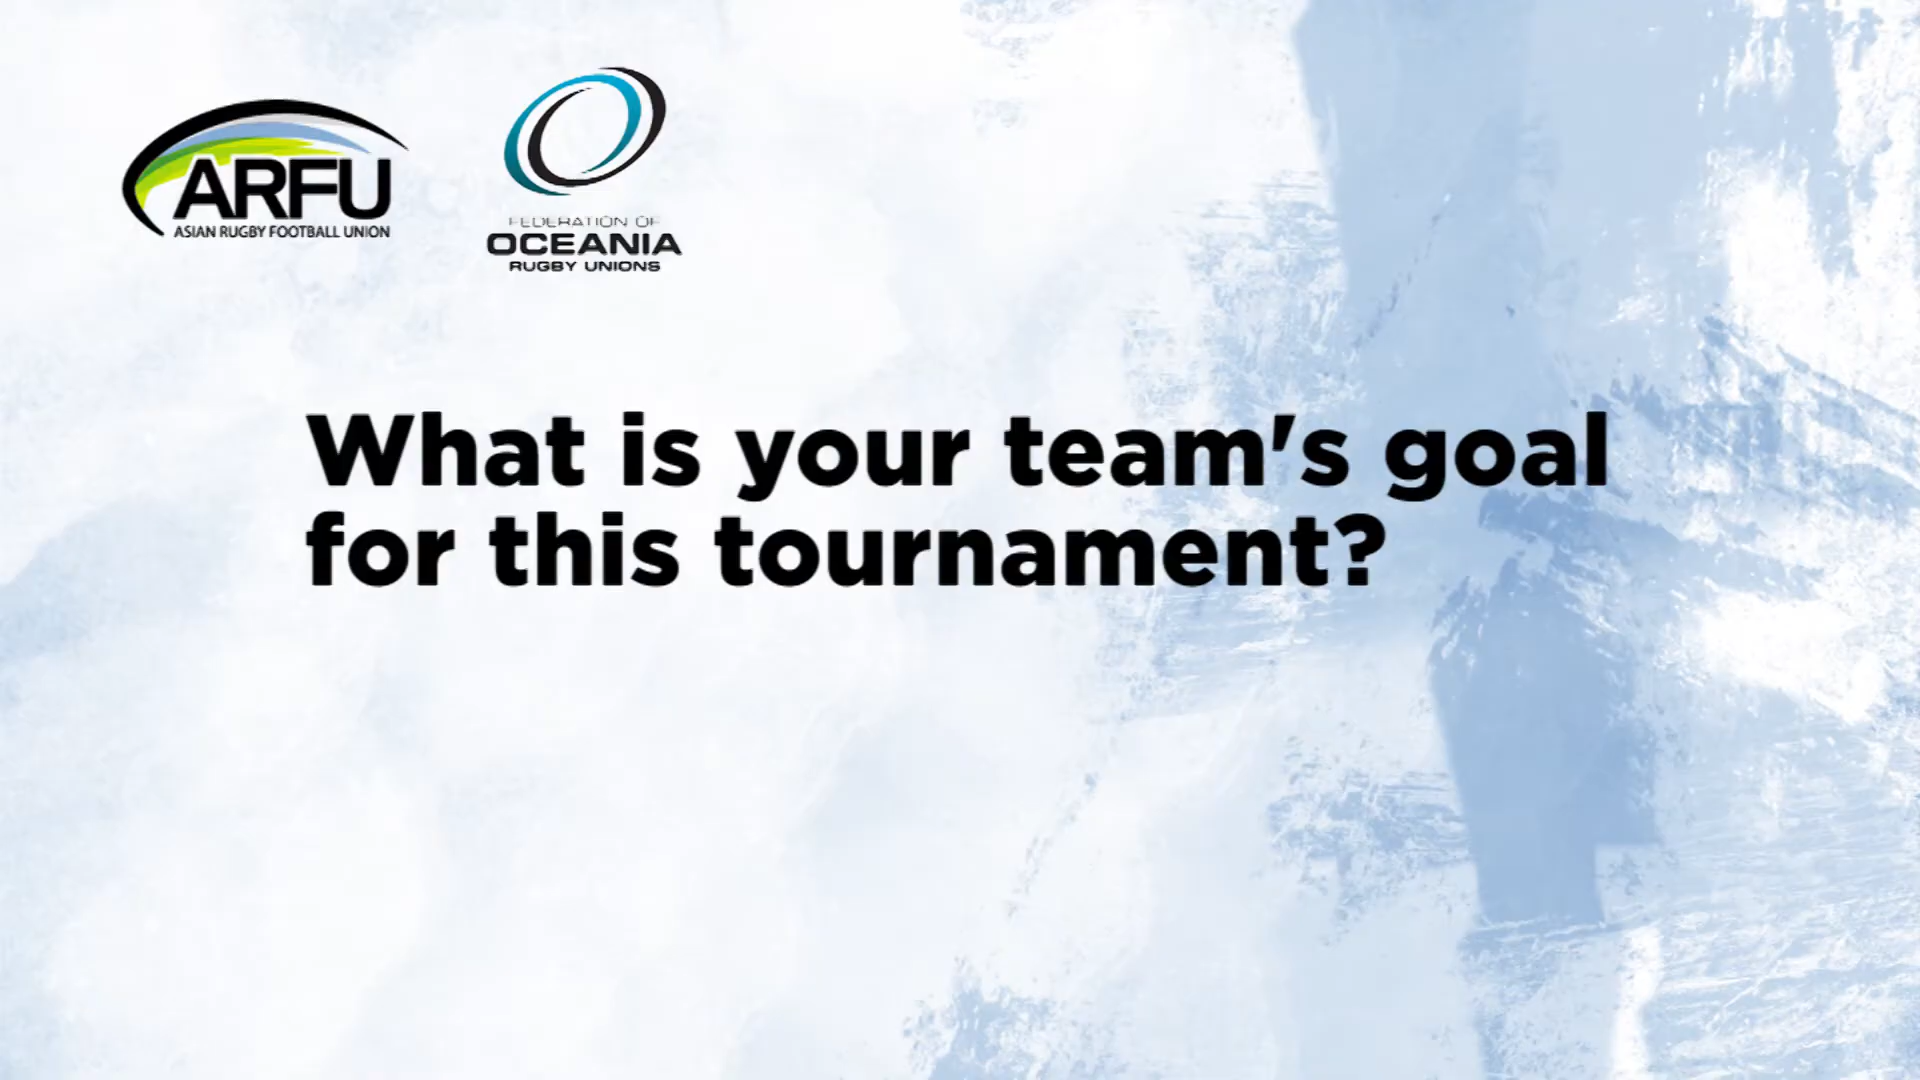 ARFU
ASIAN RUGBY FOOTBALL UNION
FEDERATION OF
OCEANIA
RUGBY UNIONS
What is your team's goal
for this tournament?